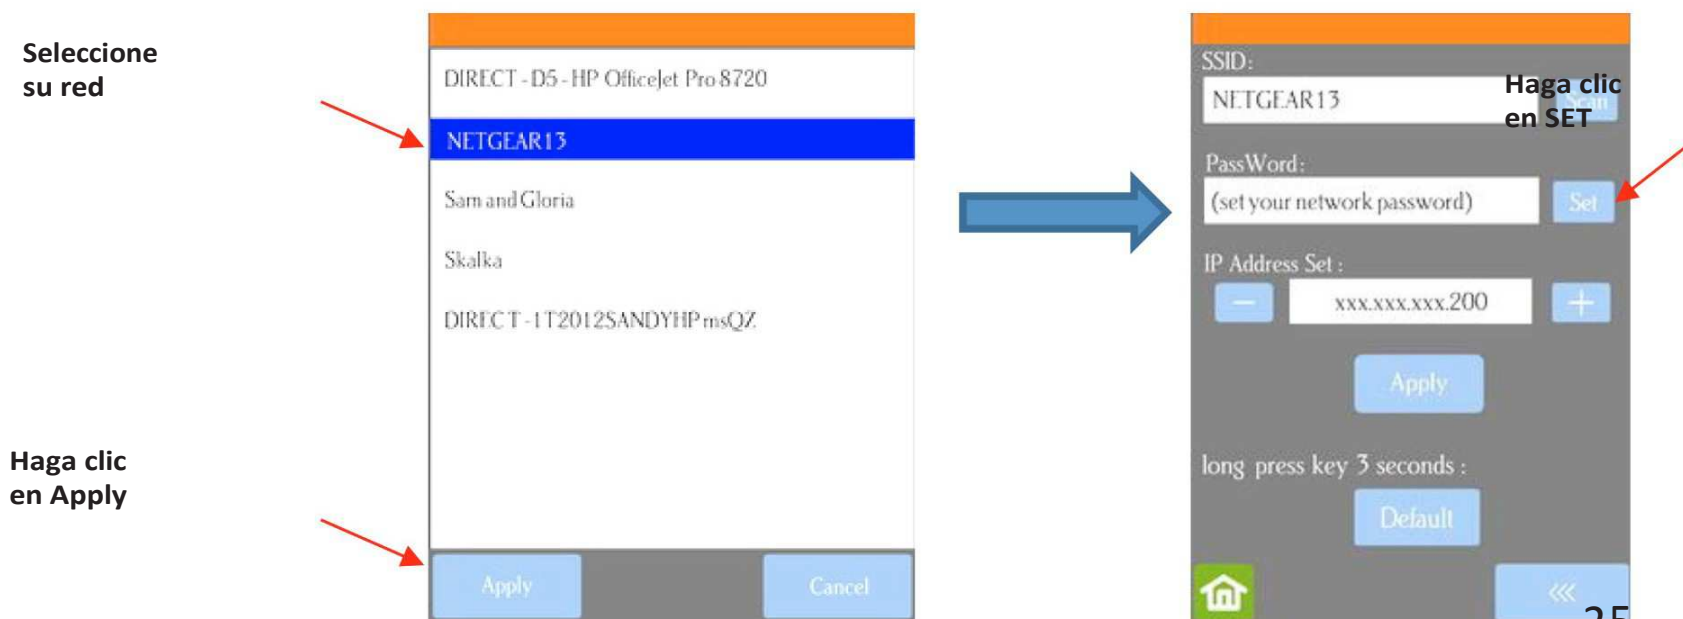 Seleccione
su red
DIRECT - D5 - HP OfficeJet Pro 8720
NETGEAR13
Sam and Gloria
Skalka
DIRECT - 1T2012SANDYHP msQZ
Haga clic
en Apply
Apply
Cancel
SSID:
NETGEAR13
Scan
Haga clic
en SET
PassWord:
(set your network password)
Set
IP Address Set :
−
xxx.xxx.xxx.200
+
Apply
long press key 3 seconds :
Default
<<<